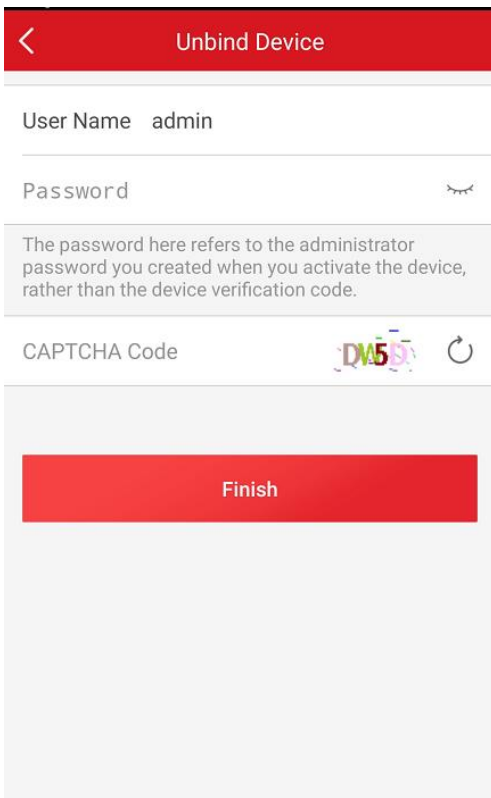 Unbind Device
User Name admin
Password
The password here refers to the administrator
password you created when you activate the device,
rather than the device verification code.
CAPTCHA Code DW5D
Finish